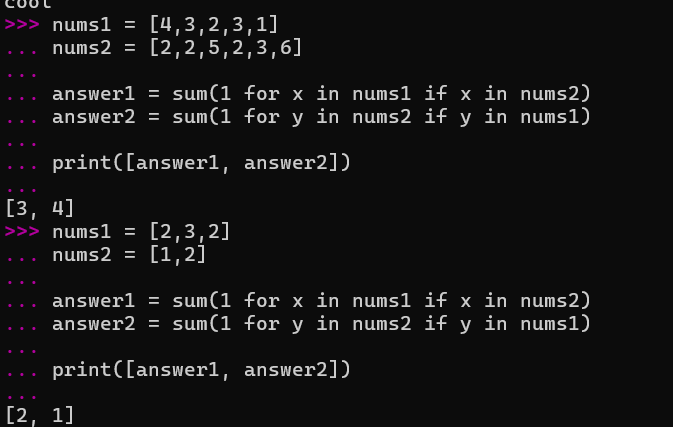 cool
>>> nums1 = [4,3,2,3,1]
... nums2 = [2,2,5,2,3,6]
...
... answer1 = sum(1 for x in nums1 if x in nums2)
... answer2 = sum(1 for y in nums2 if y in nums1)
...
... print([answer1, answer2])
...
[3, 4]
>>> nums1 = [2,3,2]
... nums2 = [1,2]
...
... answer1 = sum(1 for x in nums1 if x in nums2)
... answer2 = sum(1 for y in nums2 if y in nums1)
...
... print([answer1, answer2])
...
[2, 1]